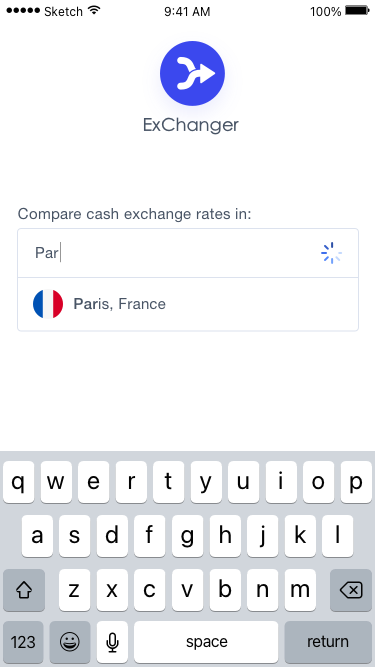 Sketch 9:41 AM 100%
ExChanger
Compare cash exchange rates in:
Par
Paris, France
q w e r t y u i o p
a s d f g h j k l
z x c v b n m
123 space return